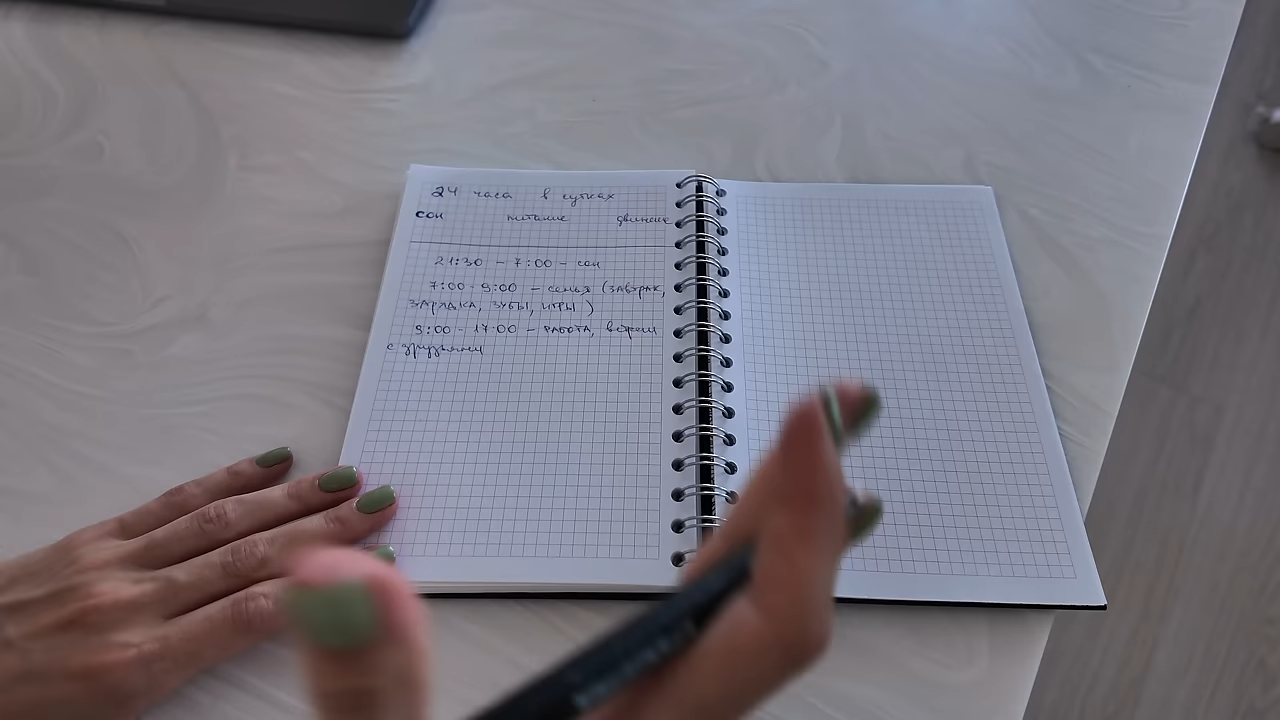 24 часа в сутках
сон питание движение
21:30 - 7:00 - сон
7:00 - 9:00 - семья (ЗАВТРАК,
ЗАРЯДКА, ЗУБЫ, ИГРЫ)
9:00 - 17:00 - РАБОТА, время
с друзьями